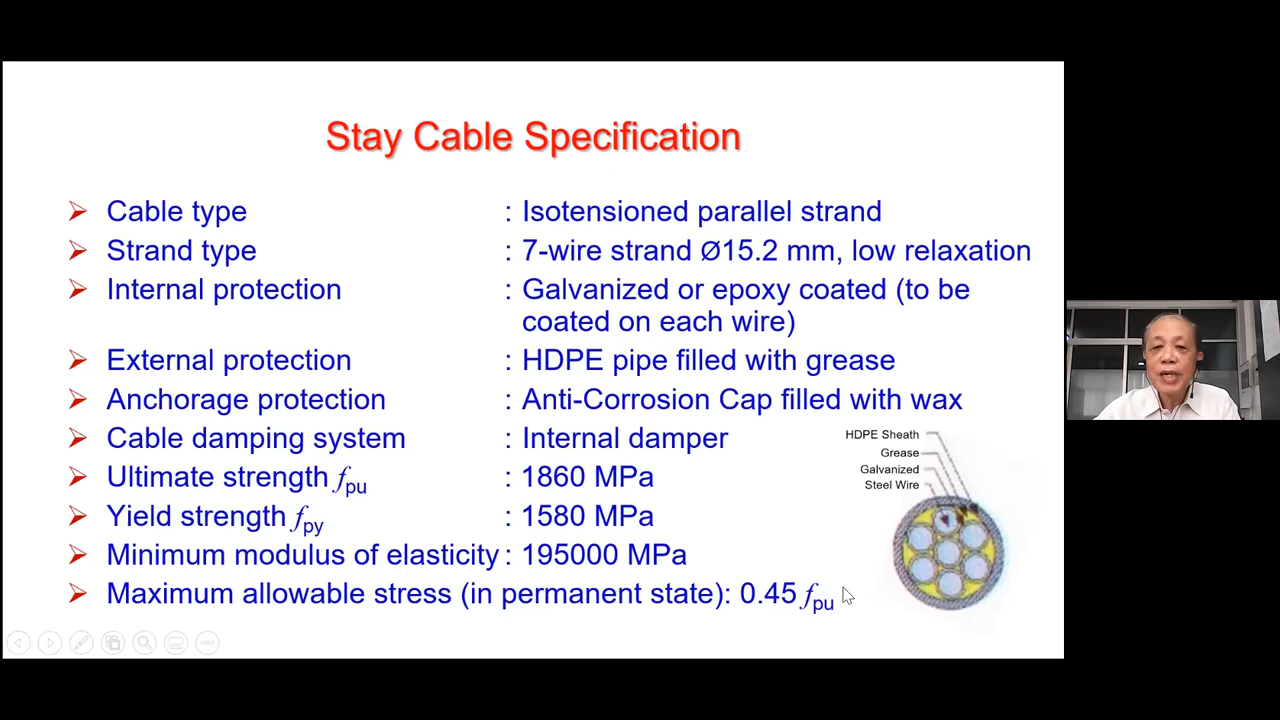 Stay Cable Specification
➢ Cable type : Isotensioned parallel strand
➢ Strand type : 7-wire strand Ø15.2 mm, low relaxation
➢ Internal protection : Galvanized or epoxy coated (to be
coated on each wire)
➢ External protection : HDPE pipe filled with grease
➢ Anchorage protection : Anti-Corrosion Cap filled with wax
➢ Cable damping system : Internal damper
➢ Ultimate strength fpu : 1860 MPa
➢ Yield strength fpy : 1580 MPa
➢ Minimum modulus of elasticity : 195000 MPa
➢ Maximum allowable stress (in permanent state): 0.45 fpu
HDPE Sheath
Grease
Galvanized
Steel Wire